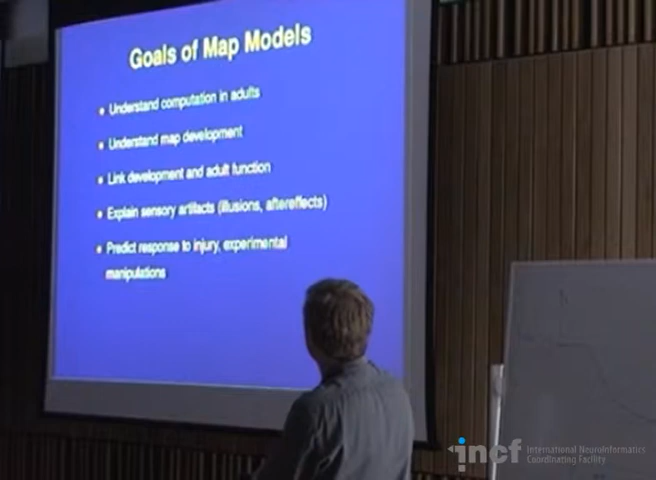 Goals of Map Models
Understand computation in adults
Understand map development
Link development and adult function
Explain sensory artifacts (illusions, aftereffects)
Predict response to injury, experimental
manipulations
incf International NeuroInformatics
Coordinating Facility